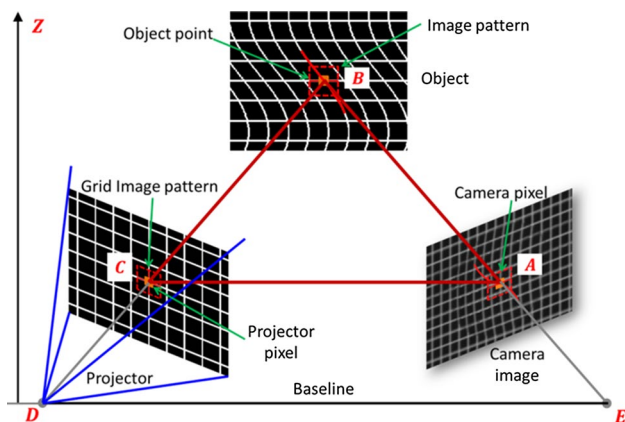 Z
Object point
Image pattern
B
Object
Grid Image pattern
Camera pixel
C
A
Projector
pixel
Camera
image
Projector
Baseline
D
E